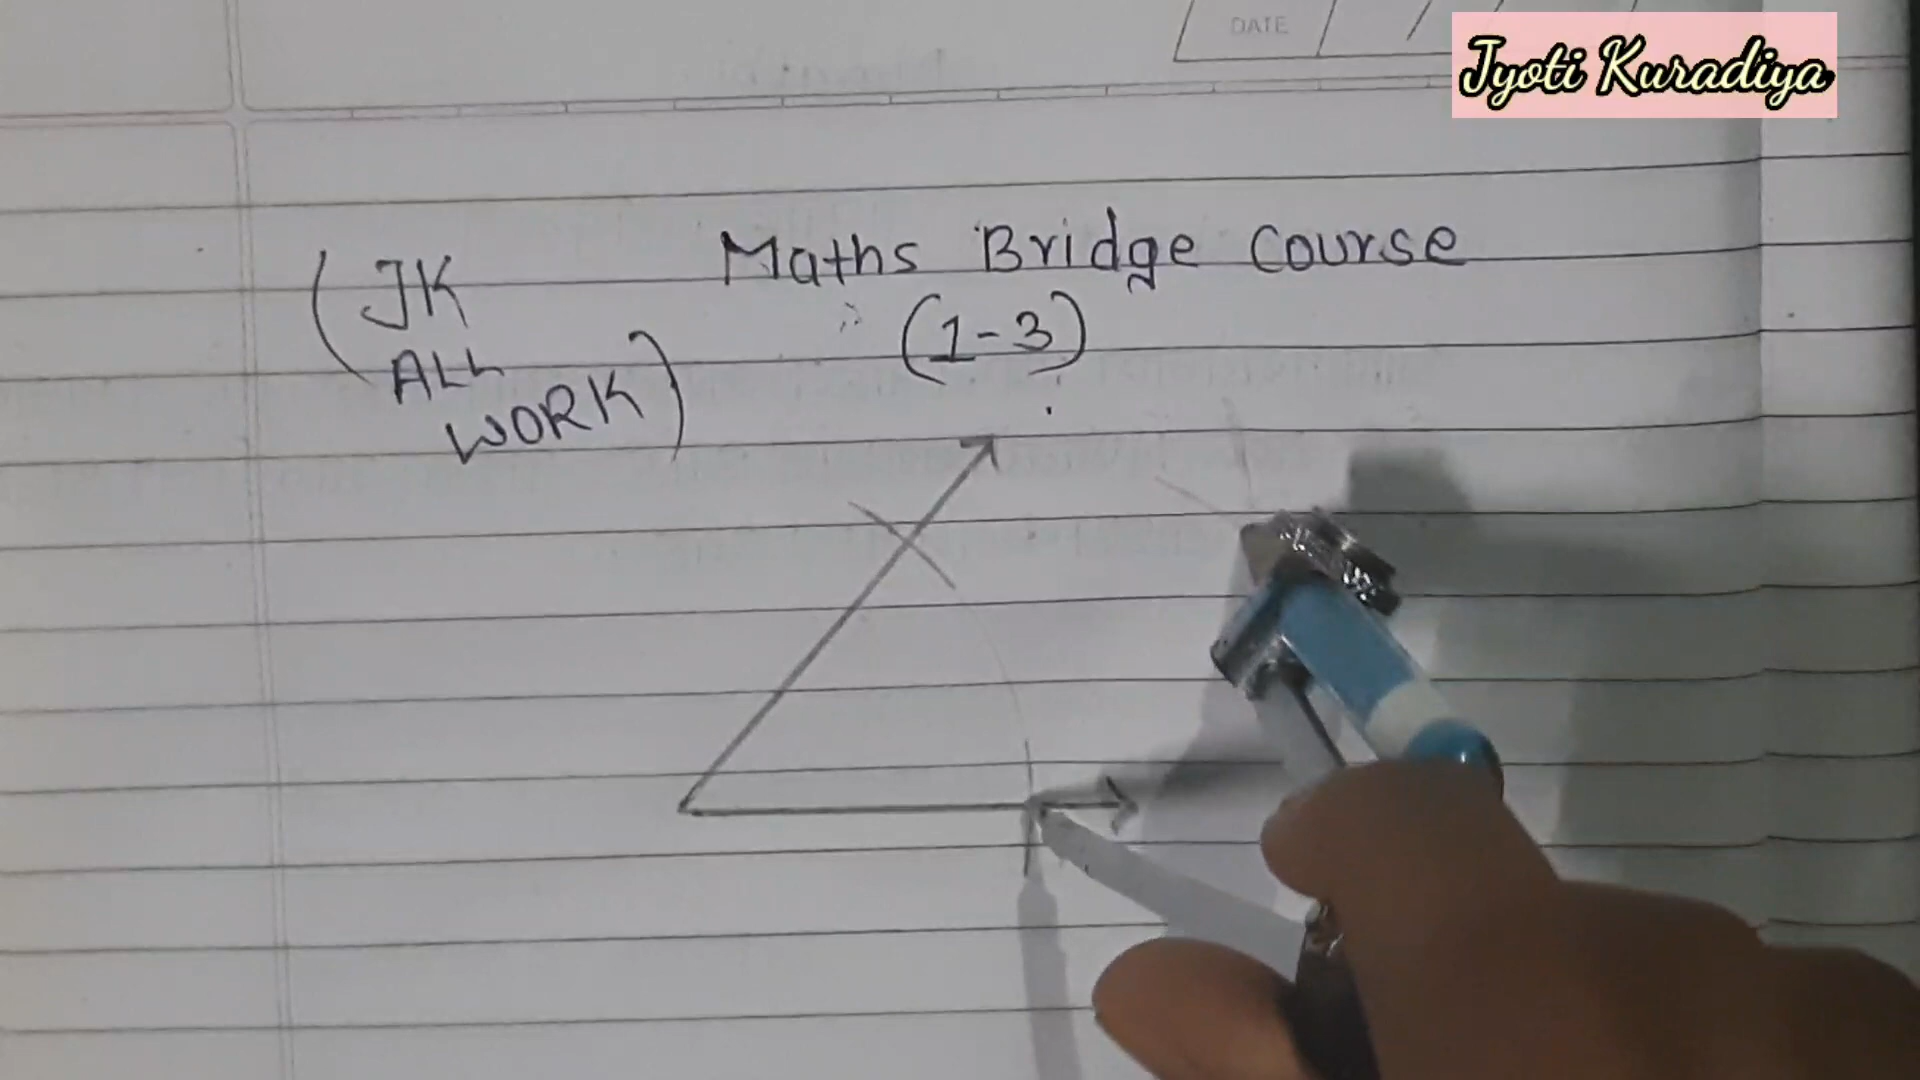 DATE
Jyoti Kuradiya
Maths Bridge Course
(1-3)
(JK
ALL
WORK)